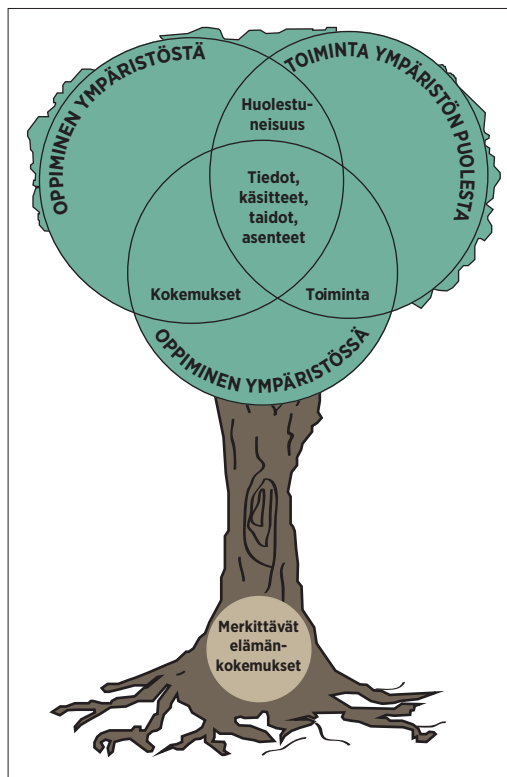 OPPIMINEN YMPÄRISTÖSTÄ
TOIMINTA YMPÄRISTÖN PUOLESTA
Huolestu-
neisuus
Tiedot,
käsitteet,
taidot,
asenteet
Kokemukset
Toiminta
OPPIMINEN YMPÄRISTÖSSÄ
Merkittävät
elämän-
kokemukset